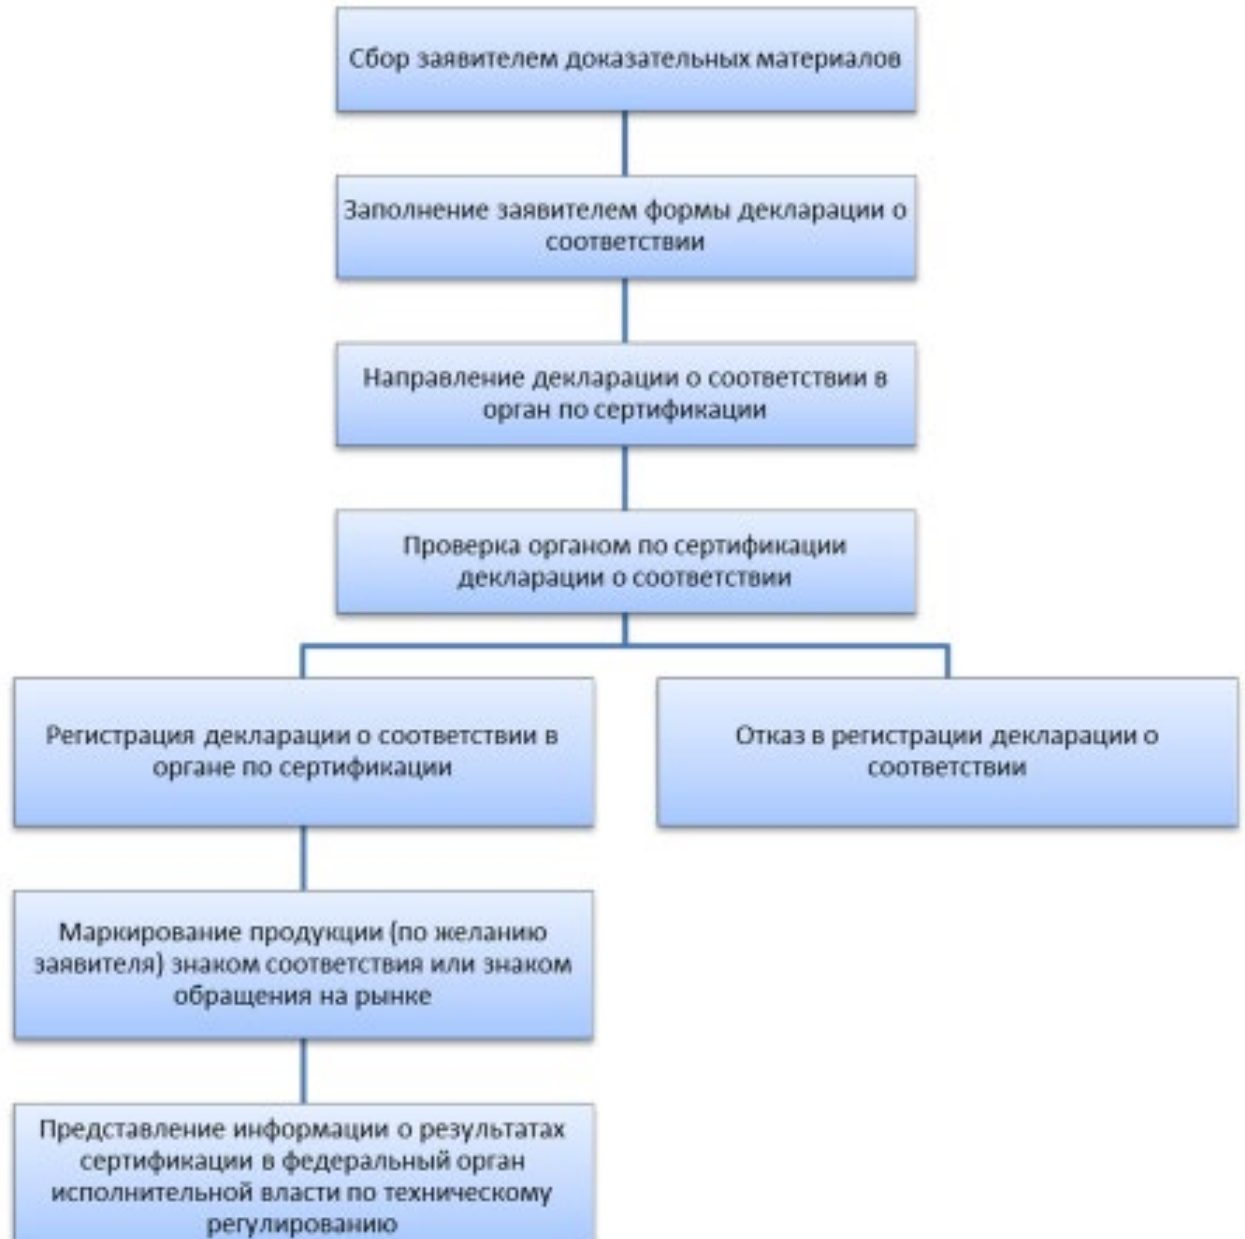 Сбор заявителем доказательных материалов
Заполнение заявителем формы декларации о
соответствии
Направление декларации о соответствии в
орган по сертификации
Проверка органом по сертификации
декларации о соответствии
Регистрация декларации о соответствии в
органе по сертификации
Отказ в регистрации декларации о
соответствии
Маркирование продукции (по желанию
заявителя) знаком соответствия или знаком
обращения на рынке
Представление информации о результатах
сертификации в федеральный орган
исполнительной власти по техническому
регулированию